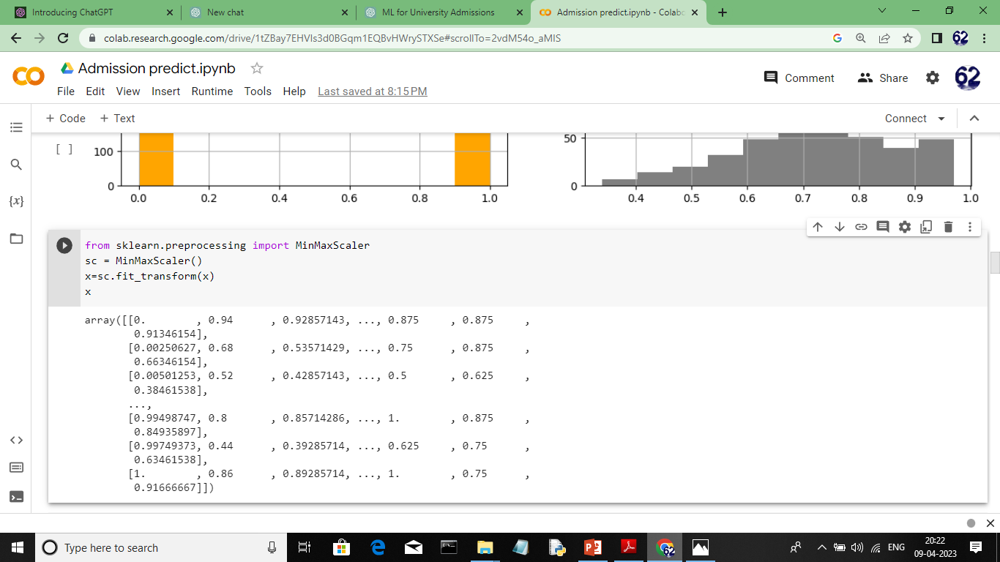 Introducing ChatGPT
New chat
ML for University Admissions
Admission predict.ipynb - Colabc
colab.research.google.com/drive/1tZBay7EHVIs3d0BGqm1EQBvHWrySTXSe#scrollTo=2vdM54o_aMIS
62
Admission predict.ipynb
Comment
Share
62
File Edit View Insert Runtime Tools Help Last saved at 8:15 PM
+ Code + Text
Connect
[ ]
100
0
0.0 0.2 0.4 0.6 0.8 1.0
50
0
0.4 0.5 0.6 0.7 0.8 0.9 1.0
{x}
from sklearn.preprocessing import MinMaxScaler
sc = MinMaxScaler()
x=sc.fit_transform(x)
x
array([[0.        , 0.94      , 0.92857143, ..., 0.875     , 0.875     ,
0.91346154],
[0.00250627, 0.68      , 0.53571429, ..., 0.75      , 0.875     ,
0.66346154],
[0.00501253, 0.52      , 0.42857143, ..., 0.5       , 0.625     ,
0.38461538],
...,
[0.99498747, 0.8       , 0.85714286, ..., 1.        , 0.875     ,
0.84935897],
[0.99749373, 0.44      , 0.39285714, ..., 0.625     , 0.75      ,
0.63461538],
[1.        , 0.86      , 0.89285714, ..., 1.        , 0.75      ,
0.91666667]])
Type here to search
62
ENG
20:22
09-04-2023